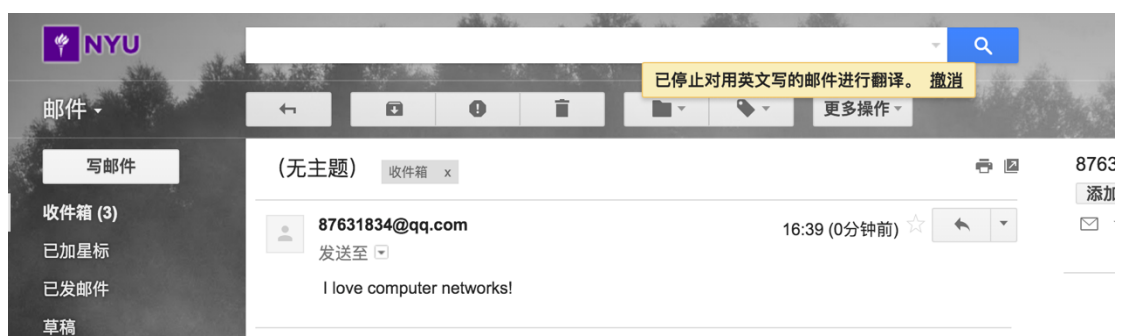 NYU
已停止对用英文写的邮件进行翻译。 撤消
邮件
更多操作
写邮件
(无主题) 收件箱 x
8763
添加
收件箱 (3)
87631834@qq.com 16:39 (0分钟前)
已加星标
发送至
已发邮件
I love computer networks!
草稿